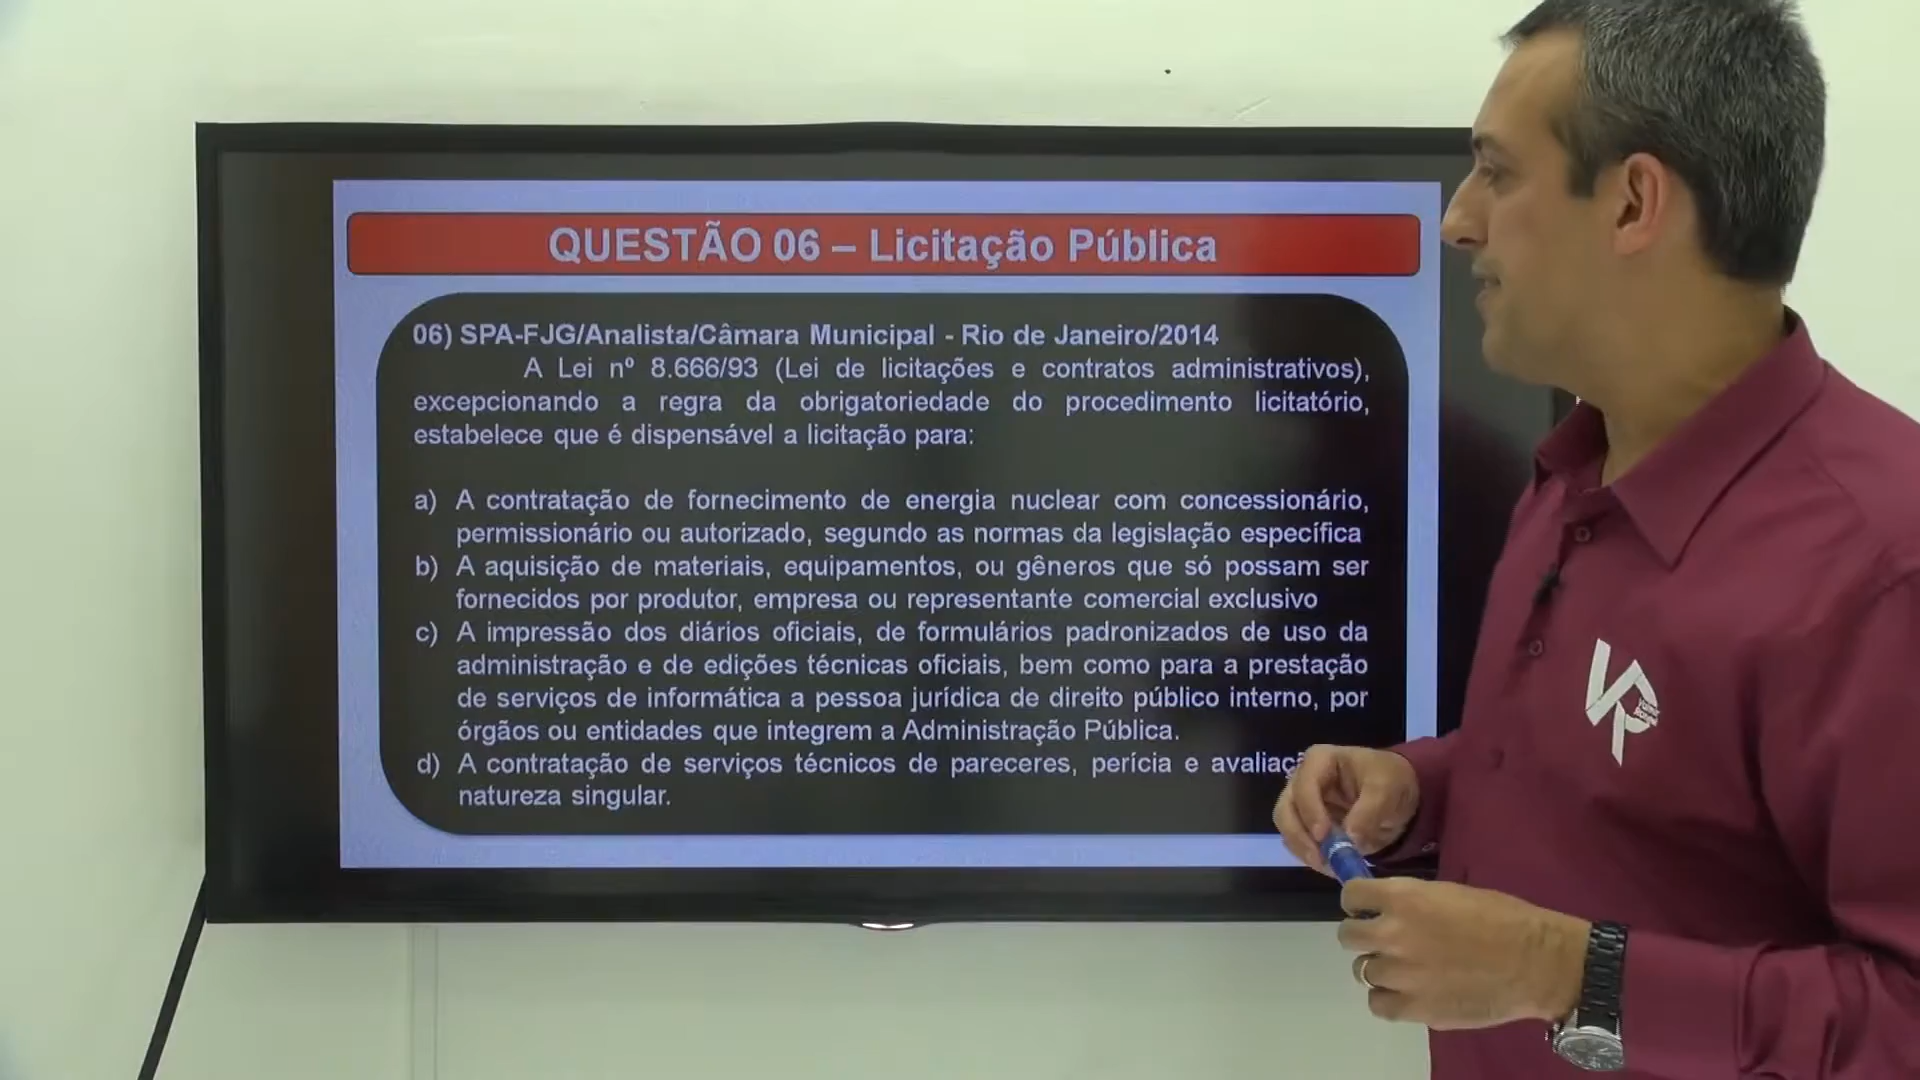 QUESTÃO 06 – Licitação Pública
06) SPA-FJG/Analista/Câmara Municipal - Rio de Janeiro/2014
A Lei nº 8.666/93 (Lei de licitações e contratos administrativos),
excepcionando a regra da obrigatoriedade do procedimento licitatório,
estabelece que é dispensável a licitação para:
a) A contratação de fornecimento de energia nuclear com concessionário,
permissionário ou autorizado, segundo as normas da legislação específica
b) A aquisição de materiais, equipamentos, ou gêneros que só possam ser
fornecidos por produtor, empresa ou representante comercial exclusivo
c) A impressão dos diários oficiais, de formulários padronizados de uso da
administração e de edições técnicas oficiais, bem como para a prestação
de serviços de informática a pessoa jurídica de direito público interno, por
órgãos ou entidades que integrem a Administração Pública.
d) A contratação de serviços técnicos de pareceres, perícia e
natureza singular.